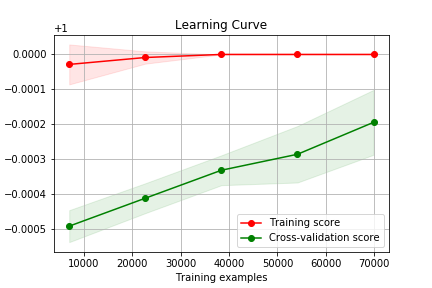 Learning Curve
+1
0.0000
−0.0001
−0.0002
−0.0003
−0.0004
−0.0005
Training score
Cross-validation score
10000 20000 30000 40000 50000 60000 70000
Training examples